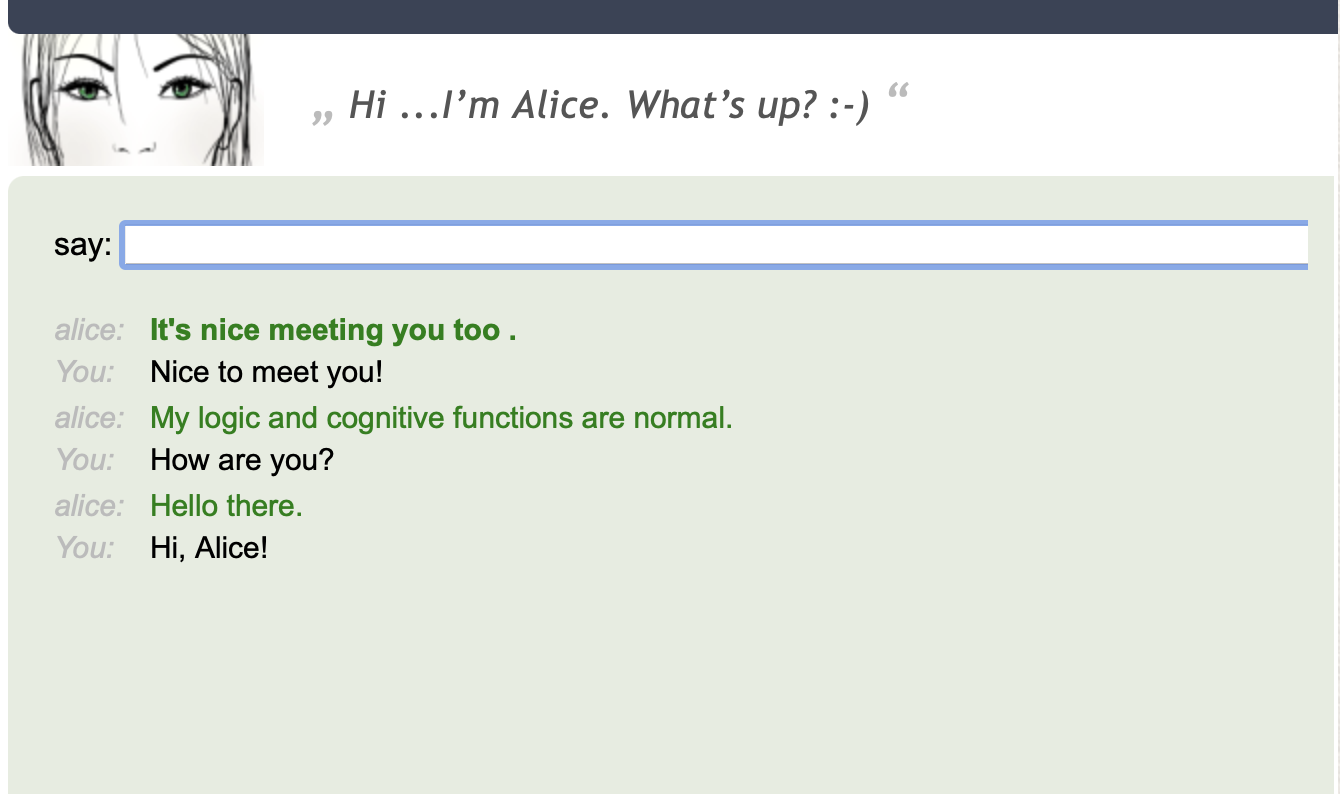 „ Hi ...I’m Alice. What’s up? :-) “
say:
alice: It's nice meeting you too .
You: Nice to meet you!
alice: My logic and cognitive functions are normal.
You: How are you?
alice: Hello there.
You: Hi, Alice!